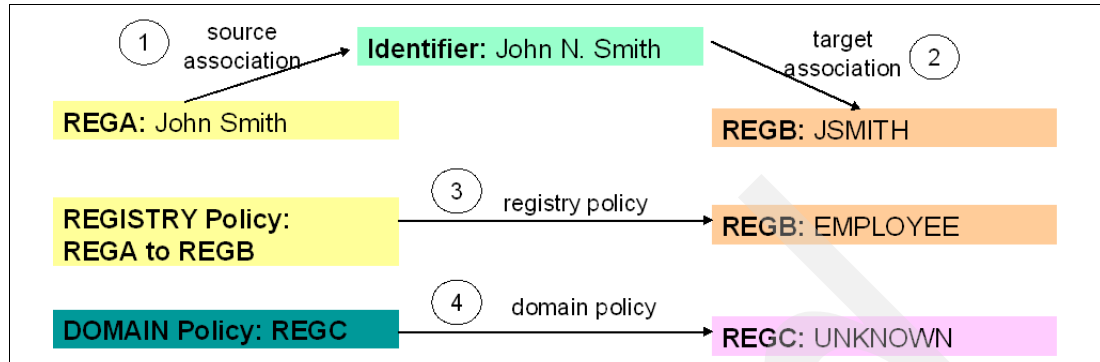 1
source
association
Identifier: John N. Smith
target
association
2
REGA: John Smith
REGB: JSMITH
REGISTRY Policy:
REGA to REGB
3
registry policy
REGB: EMPLOYEE
DOMAIN Policy: REGC
4
domain policy
REGC: UNKNOWN